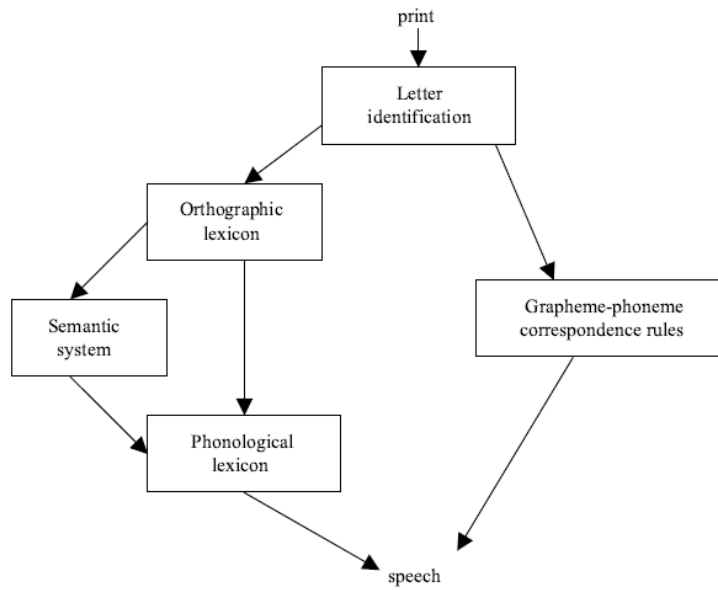 print
Letter
identification
Orthographic
lexicon
Grapheme-phoneme
correspondence rules
Semantic
system
Phonological
lexicon
speech